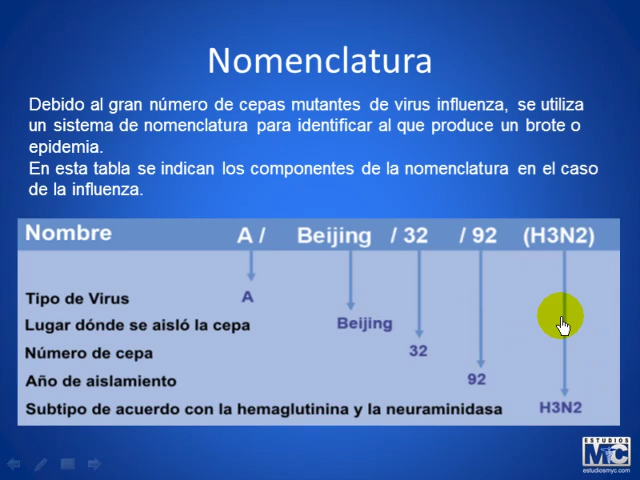 Nomenclatura
Debido al gran número de cepas mutantes de virus influenza, se utiliza
un sistema de nomenclatura para identificar al que produce un brote o
epidemia.
En esta tabla se indican los componentes de la nomenclatura en el caso
de la influenza.
Nombre A / Beijing / 32 / 92 (H3N2)
Tipo de Virus A
Lugar dónde se aisló la cepa Beijing
Número de cepa 32
Año de aislamiento 92
Subtipo de acuerdo con la hemaglutinina y la neuraminidasa H3N2
ESTUDIOS
MyC
estudiosmyc.com